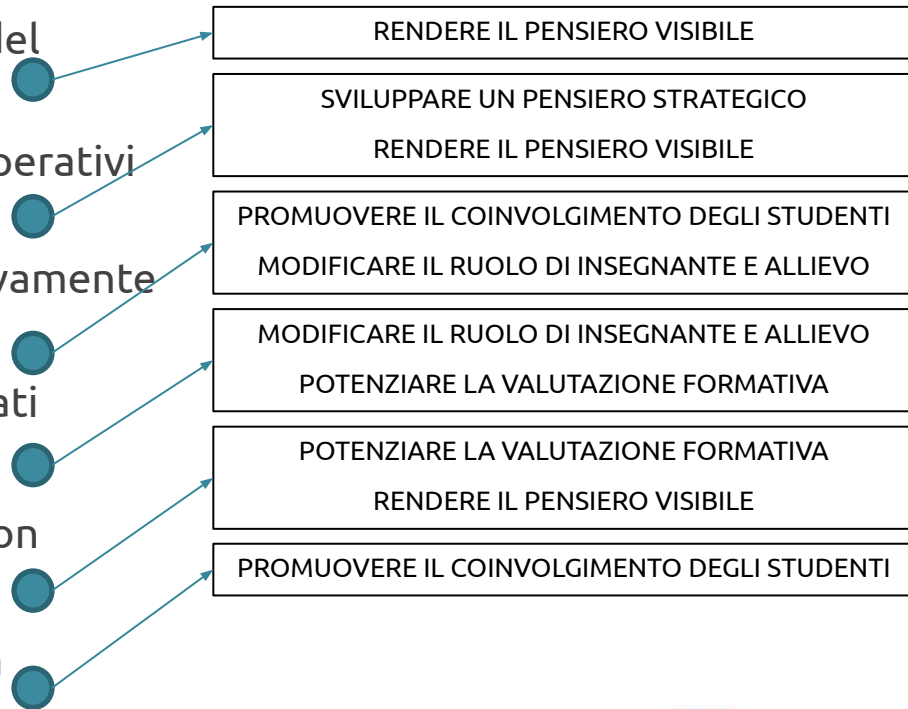 del
RENDERE IL PENSIERO VISIBILE
SVILUPPARE UN PENSIERO STRATEGICO
RENDERE IL PENSIERO VISIBILE
perativi
PROMUOVERE IL COINVOLGIMENTO DEGLI STUDENTI
MODIFICARE IL RUOLO DI INSEGNANTE E ALLIEVO
vamente
MODIFICARE IL RUOLO DI INSEGNANTE E ALLIEVO
POTENZIARE LA VALUTAZIONE FORMATIVA
ati
POTENZIARE LA VALUTAZIONE FORMATIVA
RENDERE IL PENSIERO VISIBILE
on
PROMUOVERE IL COINVOLGIMENTO DEGLI STUDENTI